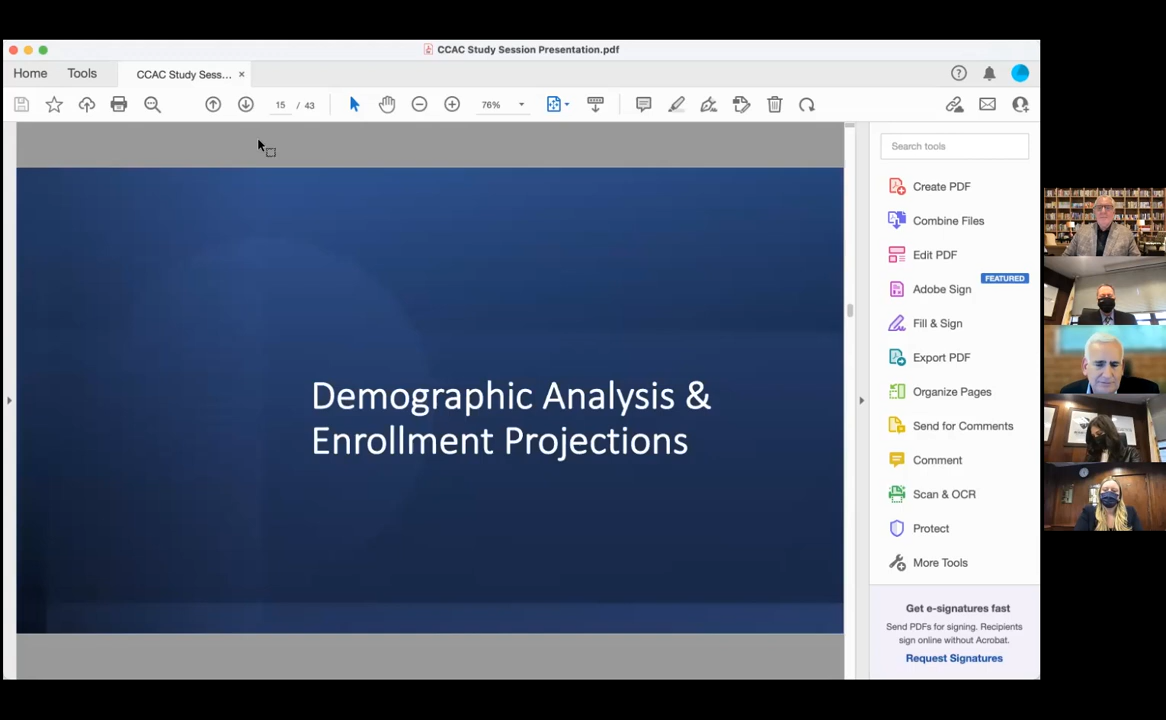 CCAC Study Session Presentation.pdf
Home
Tools
CCAC Study Sess...
15 / 43
76%
Search tools
Create PDF
Combine Files
Edit PDF
FEATURED
Adobe Sign
Fill & Sign
Export PDF
Organize Pages
Send for Comments
Comment
Scan & OCR
Protect
More Tools
Get e-signatures fast
Send PDFs for signing. Recipients
sign online without Acrobat.
Request Signatures
Demographic Analysis &
Enrollment Projections